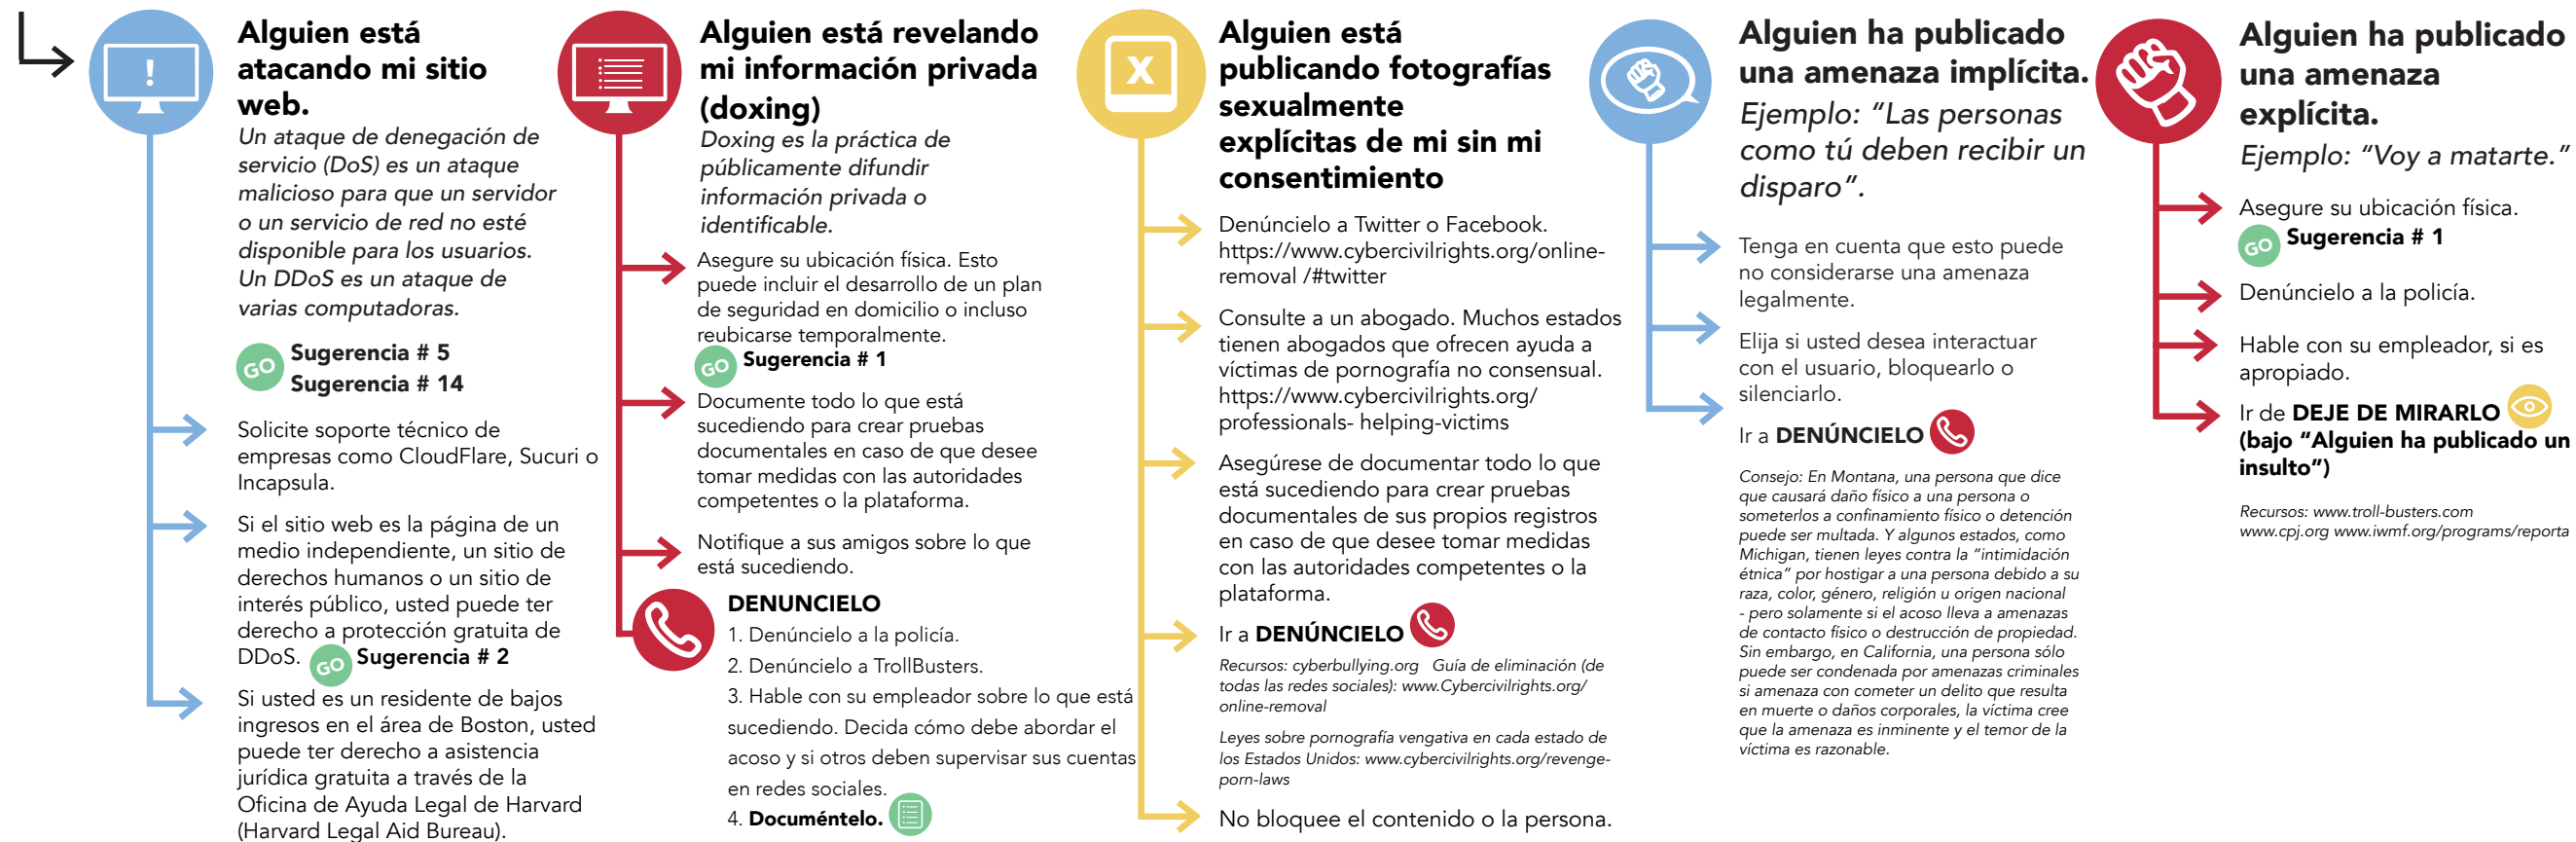 !
Alguien está
atacando mi sitio
web.
Un ataque de denegación de
servicio (DoS) es un ataque
malicioso para que un servidor
o un servicio de red no esté
disponible para los usuarios.
Un DDoS es un ataque de
varias computadoras.
GO
Sugerencia # 5
Sugerencia # 14
Solicite soporte técnico de
empresas como CloudFlare, Sucuri o
Incapsula.
Si el sitio web es la página de un
medio independiente, un sitio de
derechos humanos o un sitio de
interés público, usted puede ter
derecho a protección gratuita de
DDoS. GO Sugerencia # 2
Si usted es un residente de bajos
ingresos en el área de Boston, usted
puede ter derecho a asistencia
jurídica gratuita a través de la
Oficina de Ayuda Legal de Harvard
(Harvard Legal Aid Bureau).
Alguien está revelando
mi información privada
(doxing)
Doxing es la práctica de
públicamente difundir
información privada o
identificable.
Asegure su ubicación física. Esto
puede incluir el desarrollo de un plan
de seguridad en domicilio o incluso
reubicarse temporalmente.
GO Sugerencia # 1
Documente todo lo que está
sucediendo para crear pruebas
documentales en caso de que desee
tomar medidas con las autoridades
competentes o la plataforma.
Notifique a sus amigos sobre lo que
está sucediendo.
DENUNCIELO
1. Denúncielo a la policía.
2. Denúncielo a TrollBusters.
3. Hable con su empleador sobre lo que está
sucediendo. Decida cómo debe abordar el
acoso y si otros deben supervisar sus cuentas
en redes sociales.
4. Documéntelo.
X
Alguien está
publicando fotografías
sexualmente
explícitas de mi sin mi
consentimiento
Denúncielo a Twitter o Facebook.
https://www.cybercivilrights.org/online-
removal /#twitter
Consulte a un abogado. Muchos estados
tienen abogados que ofrecen ayuda a
víctimas de pornografía no consensual.
https://www.cybercivilrights.org/
professionals- helping-victims
Asegúrese de documentar todo lo que
está sucediendo para crear pruebas
documentales de sus propios registros
en caso de que desee tomar medidas
con las autoridades competentes o la
plataforma.
Ir a DENÚNCIELO
Recursos: cyberbullying.org Guía de eliminación (de
todas las redes sociales): www.Cybercivilrights.org/
online-removal
Leyes sobre pornografía vengativa en cada estado de
los Estados Unidos: www.cybercivilrights.org/revenge-
porn-laws
No bloquee el contenido o la persona.
Alguien ha publicado
una amenaza implícita.
Ejemplo: “Las personas
como tú deben recibir un
disparo”.
Tenga en cuenta que esto puede
no considerarse una amenaza
legalmente.
Elija si usted desea interactuar
con el usuario, bloquearlo o
silenciarlo.
Ir a DENÚNCIELO
Consejo: En Montana, una persona que dice
que causará daño físico a una persona o
someterlos a confinamiento físico o detención
puede ser multada. Y algunos estados, como
Michigan, tienen leyes contra la “intimidación
étnica” por hostigar a una persona debido a su
raza, color, género, religión u origen nacional
- pero solamente si el acoso lleva a amenazas
de contacto físico o destrucción de propiedad.
Sin embargo, en California, una persona sólo
puede ser condenada por amenazas criminales
si amenaza con cometer un delito que resulta
en muerte o daños corporales, la víctima cree
que la amenaza es inminente y el temor de la
víctima es razonable.
Alguien ha publicado
una amenaza
explícita.
Ejemplo: “Voy a matarte.”
Asegure su ubicación física.
GO Sugerencia # 1
Denúncielo a la policía.
Hable con su empleador, si es
apropiado.
Ir de DEJE DE MIRARLO
(bajo “Alguien ha publicado un
insulto”)
Recursos: www.troll-busters.com
www.cpj.org www.iwmf.org/programs/reporta